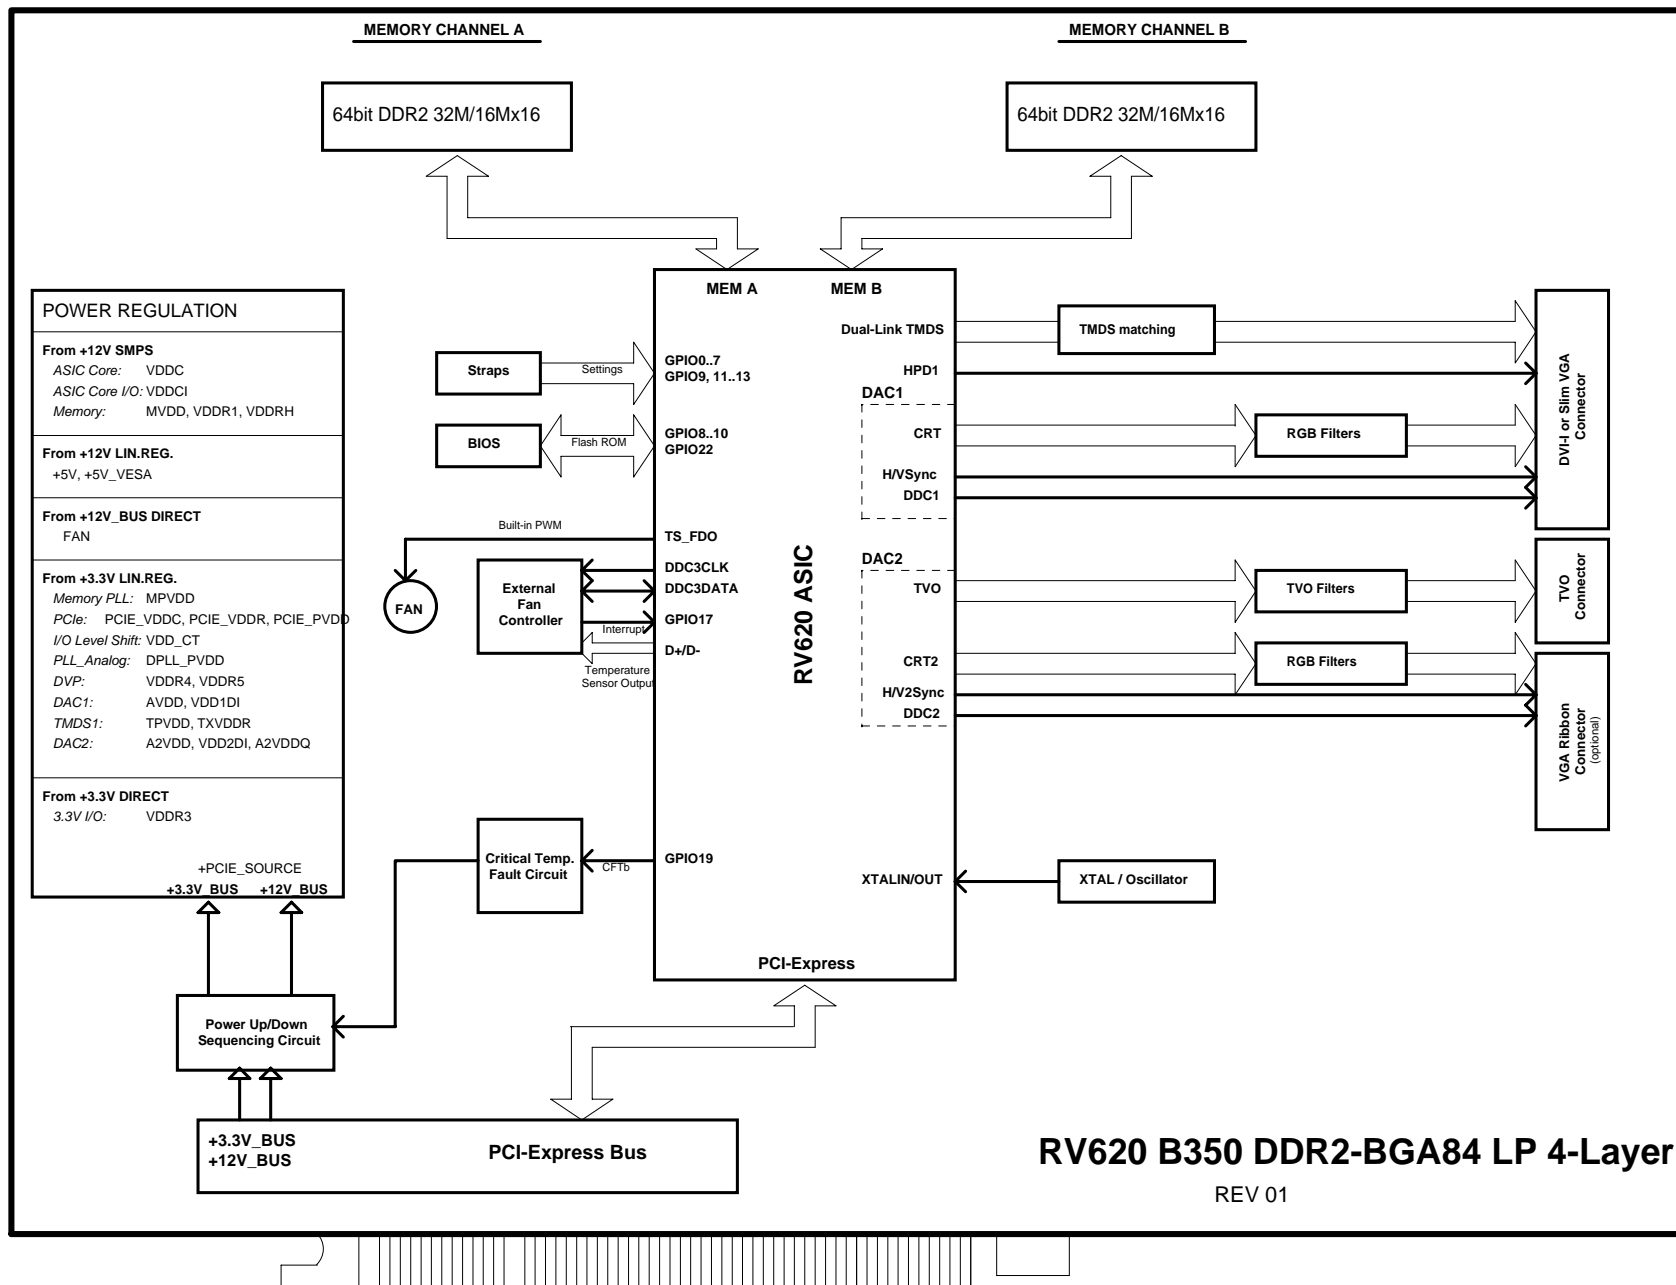 MEMORY CHANNEL A
MEMORY CHANNEL B
64bit DDR2 32M/16Mx16
64bit DDR2 32M/16Mx16
POWER REGULATION
From +12V SMPS
ASIC Core: VDDC
ASIC Core I/O: VDDCI
Memory: MVDD, VDDR1, VDDRH
From +12V LIN.REG.
+5V, +5V_VESA
From +12V_BUS DIRECT
FAN
From +3.3V LIN.REG.
Memory PLL: MPVDD
PCIe: PCIE_VDDC, PCIE_VDDR, PCIE_PVDD
I/O Level Shift: VDD_CT
PLL_Analog: DPLL_PVDD
DVP: VDDR4, VDDR5
DAC1: AVDD, VDD1DI
TMDS1: TPVDD, TXVDDR
DAC2: A2VDD, VDD2DI, A2VDDQ
From +3.3V DIRECT
3.3V I/O: VDDR3
+PCIE_SOURCE
+3.3V_BUS +12V_BUS
Power Up/Down
Sequencing Circuit
+3.3V_BUS
+12V_BUS
PCI-Express Bus
Straps
Settings
BIOS
Flash ROM
Built-in PWM
FAN
External
Fan
Controller
Interrupt
Temperature
Sensor Output
Critical Temp.
Fault Circuit
CFTb
MEM A
MEM B
GPIO0..7
GPIO9, 11..13
GPIO8..10
GPIO22
TS_FDO
DDC3CLK
DDC3DATA
GPIO17
D+/D-
GPIO19
RV620 ASIC
Dual-Link TMDS
HPD1
DAC1
CRT
H/VSync
DDC1
DAC2
TVO
CRT2
H/V2Sync
DDC2
XTALIN/OUT
PCI-Express
TMDS matching
RGB Filters
TVO Filters
RGB Filters
XTAL / Oscillator
DVI-I or Slim VGA
Connector
TVO
Connector
VGA Ribbon
Connector
(optional)
RV620 B350 DDR2-BGA84 LP 4-Layer
REV 01